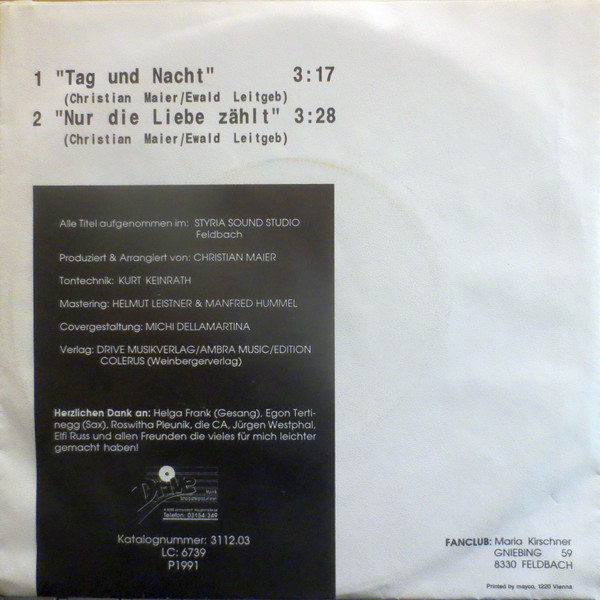 1 "Tag und Nacht" 3:17
(Christian Maier/Ewald Leitgeb)
2 "Nur die Liebe zählt" 3:28
(Christian Maier/Ewald Leitgeb)
Alle Titel aufgenommen im: STYRIA SOUND STUDIO
Feldbach
Produziert & Arrangiert von: CHRISTIAN MAIER
Tontechnik: KURT KEINRATH
Mastering: HELMUT LEISTNER & MANFRED HUMMEL
Covergestaltung: MICHI DELLAMARTINA
Verlag: DRIVE MUSIKVERLAG/AMBRA MUSIC/EDITION
COLERUS (Weinbergerverlag)
Herzlichen Dank an: Helga Frank (Gesang), Egon Terti-
negg (Sax), Roswitha Pleunik, die CA, Jürgen Westphal,
Elfi Russ und allen Freunden die vieles für mich leichter
gemacht haben!
DRIVE
Telefon: 03154/349
Katalognummer: 3112.03
LC: 6739
P1991
FANCLUB: Maria Kirschner
GNIEBING 59
8330 FELDBACH
Printed by mayco, 1220 Vienna